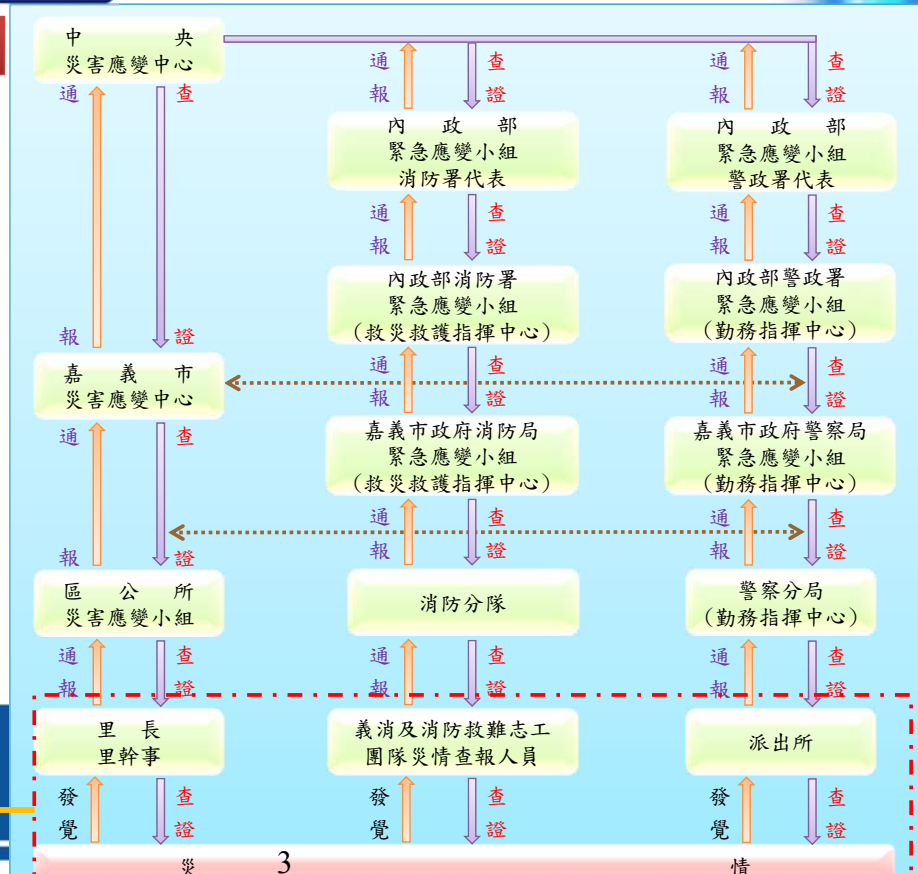 中 央
災害應變中心
通 查
通 查
通 查
報 證
報 證
內 政 部
緊急應變小組
消防署代表
內 政 部
緊急應變小組
警政署代表
通 查
通 查
報 證
報 證
內政部消防署
緊急應變小組
(救災救護指揮中心)
內政部警政署
緊急應變小組
(勤務指揮中心)
報 證
嘉 義 市
災害應變中心
通 查
通 查
報 證
報 證
通 查
嘉義市政府消防局
緊急應變小組
(救災救護指揮中心)
嘉義市政府警察局
緊急應變小組
(勤務指揮中心)
通 查
通 查
報 證
報 證
報 證
區 公 所
災害應變小組
消防分隊
警察分局
(勤務指揮中心)
通 查
通 查
通 查
報 證
報 證
報 證
里 長
里幹事
義消及消防救難志工
團隊災情查報人員
派出所
發 查
發 查
發 查
覺 證
覺 證
覺 證
災 情
3